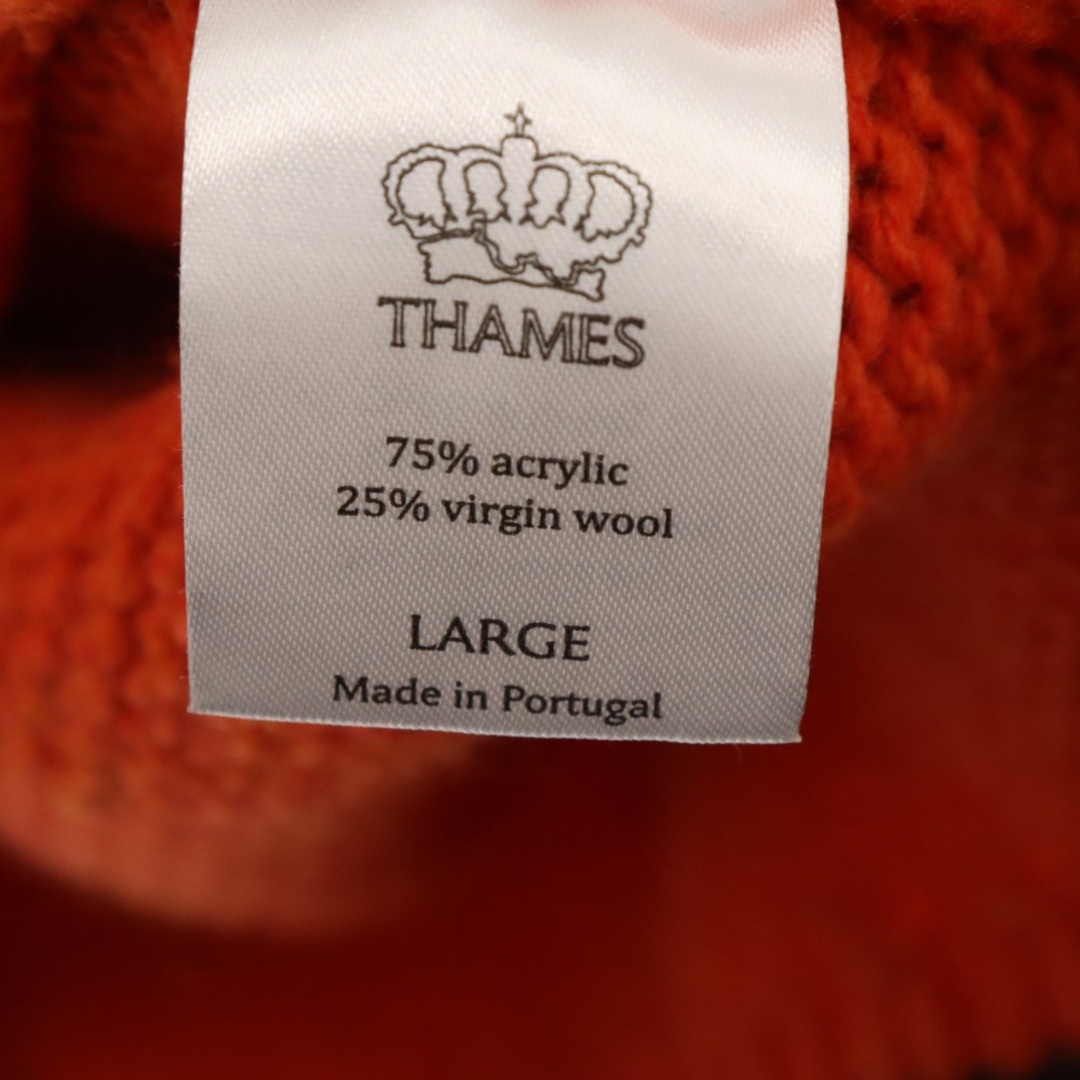 THAMES
75% acrylic
25% virgin wool
LARGE
Made in Portugal